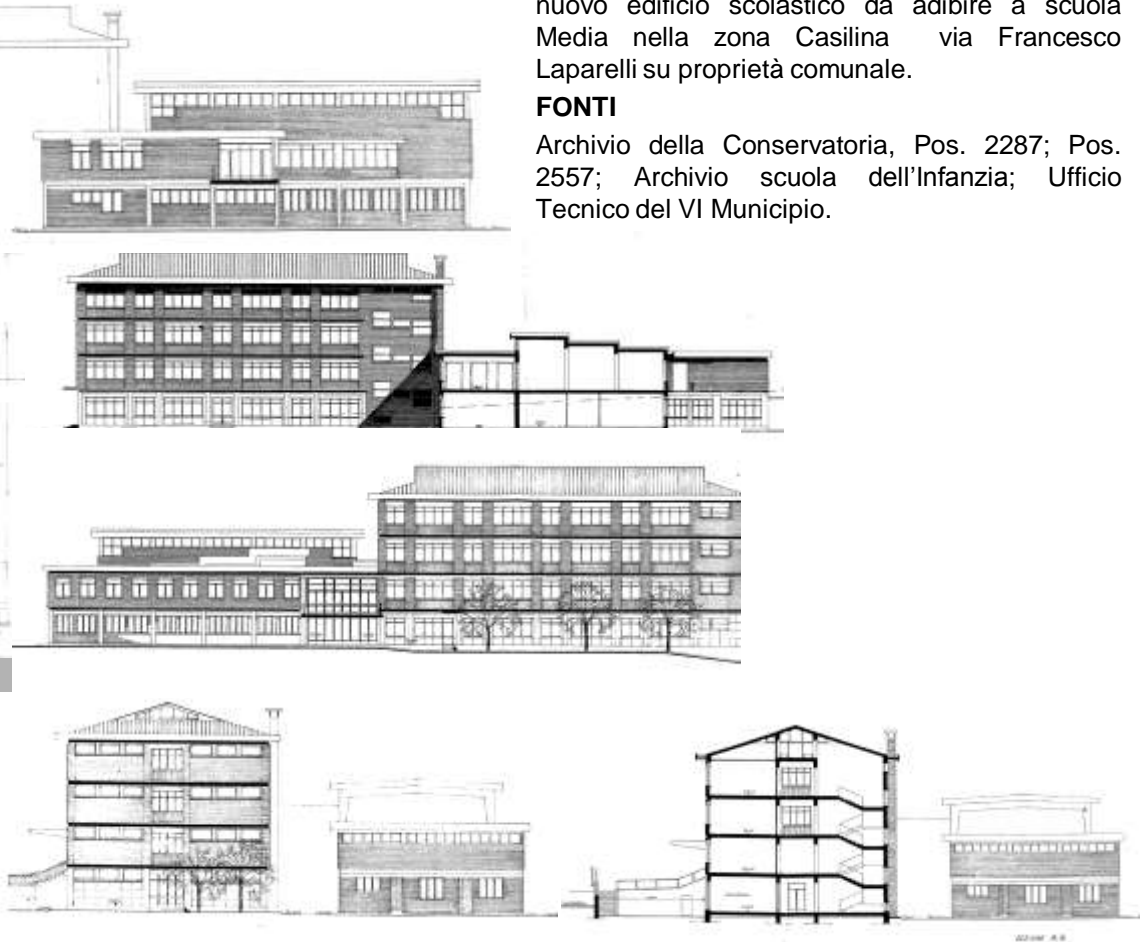 nuovo edificio scolastico da adibire a scuola
Media nella zona Casilina via Francesco
Laparelli su proprietà comunale.
FONTI
Archivio della Conservatoria, Pos. 2287; Pos.
2557; Archivio scuola dell’Infanzia; Ufficio
Tecnico del VI Municipio.